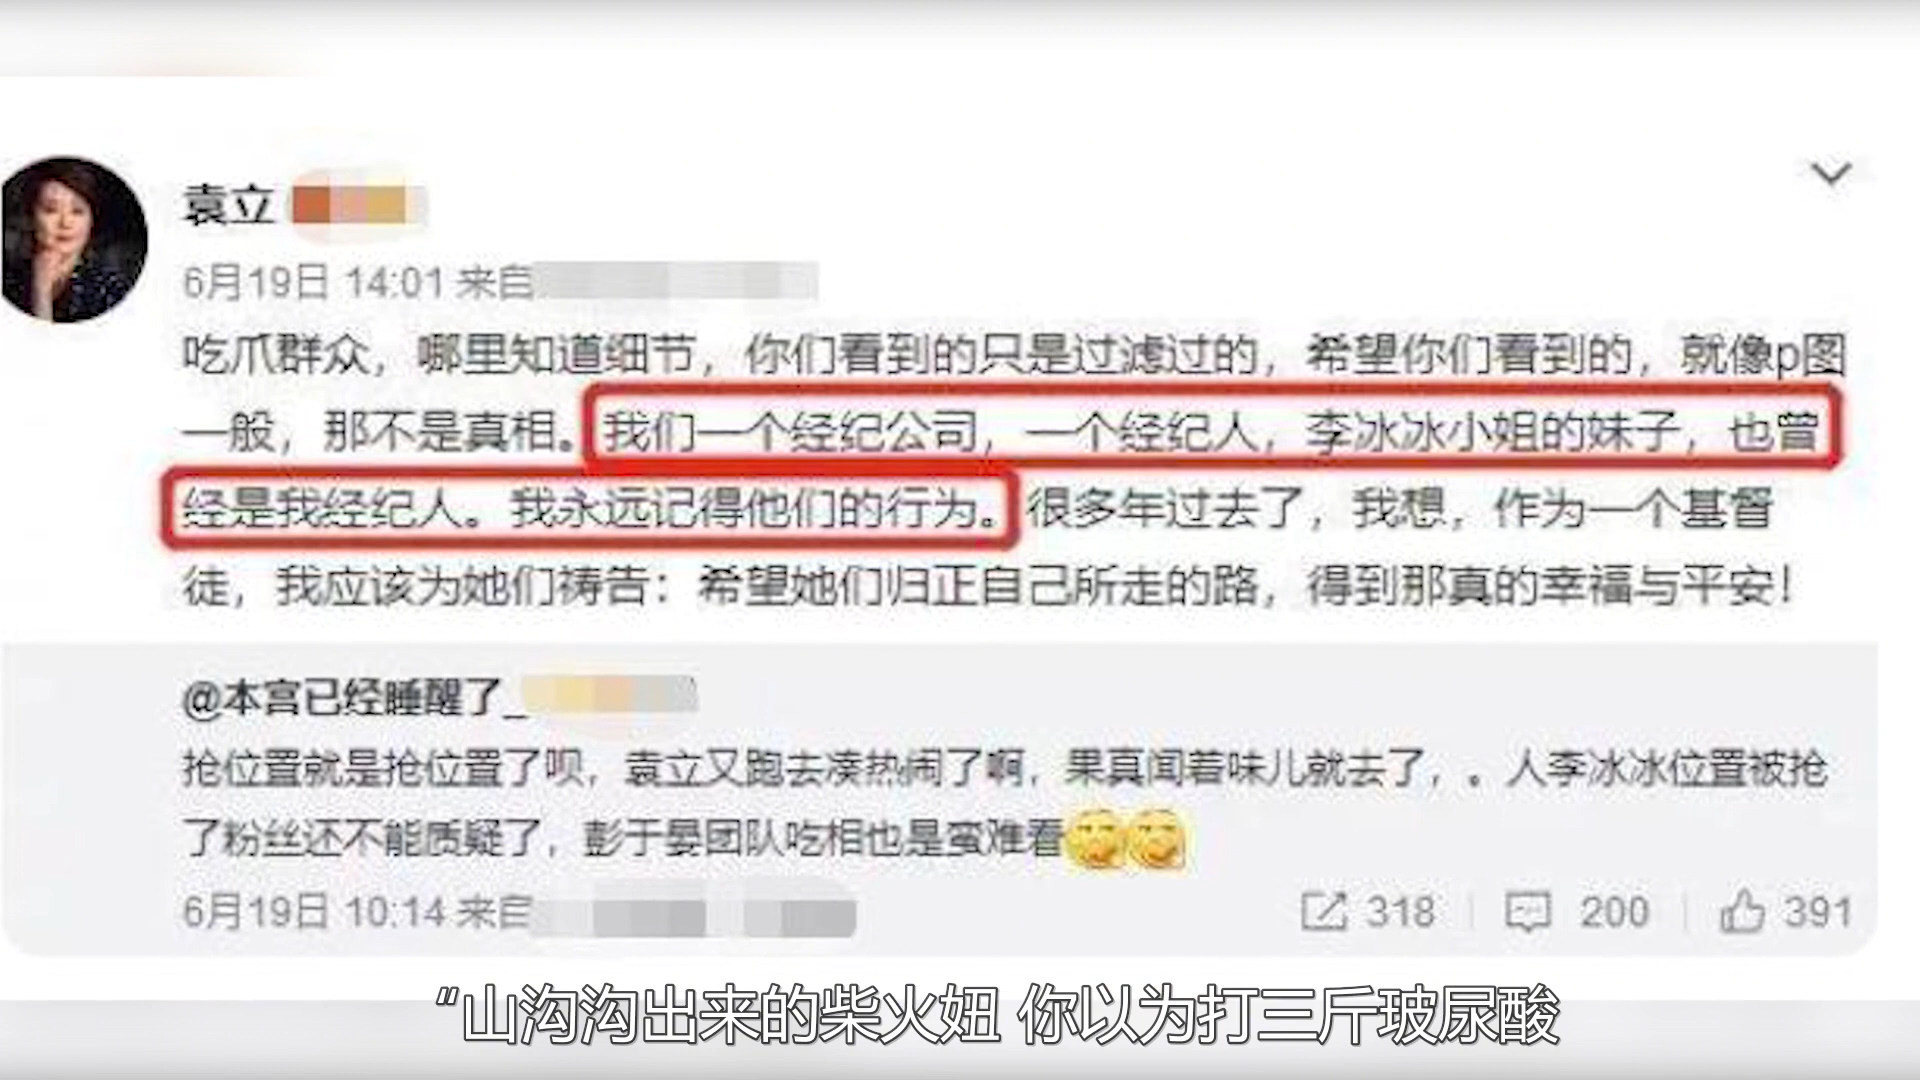 袁立
6月19日 14:01 来自
吃爪群众，哪里知道细节，你们看到的只是过滤过的，希望你们看到的，就像p图
一般，那不是真相。我们一个经纪公司，一个经纪人，李冰冰小姐的妹子，也曾
经是我经纪人。我永远记得他们的行为。很多年过去了，我想，作为一个基督
徒，我应该为她们祷告：希望她们归正自己所走的路，得到那真的幸福与平安！
@本宫已经睡醒了_
抢位置就是抢位置了呗，袁立又跑去凑热闹了啊，果真闻着味儿就去了，。人李冰冰位置被抢
了粉丝还不能质疑了，彭于晏团队吃相也是蛮难看
6月19日 10:14 来自 318 200 391
“山沟沟出来的柴火妞 你以为打三斤玻尿酸